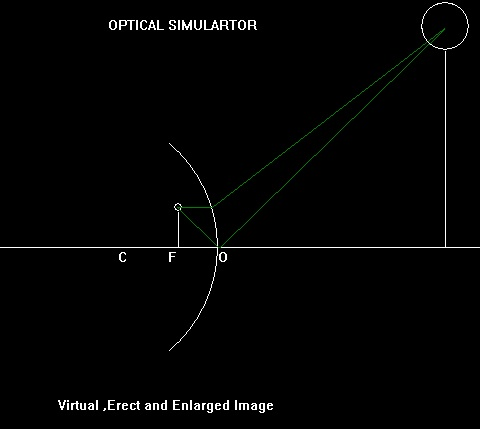 OPTICAL SIMULARTOR
C F O
Virtual ,Erect and Enlarged Image